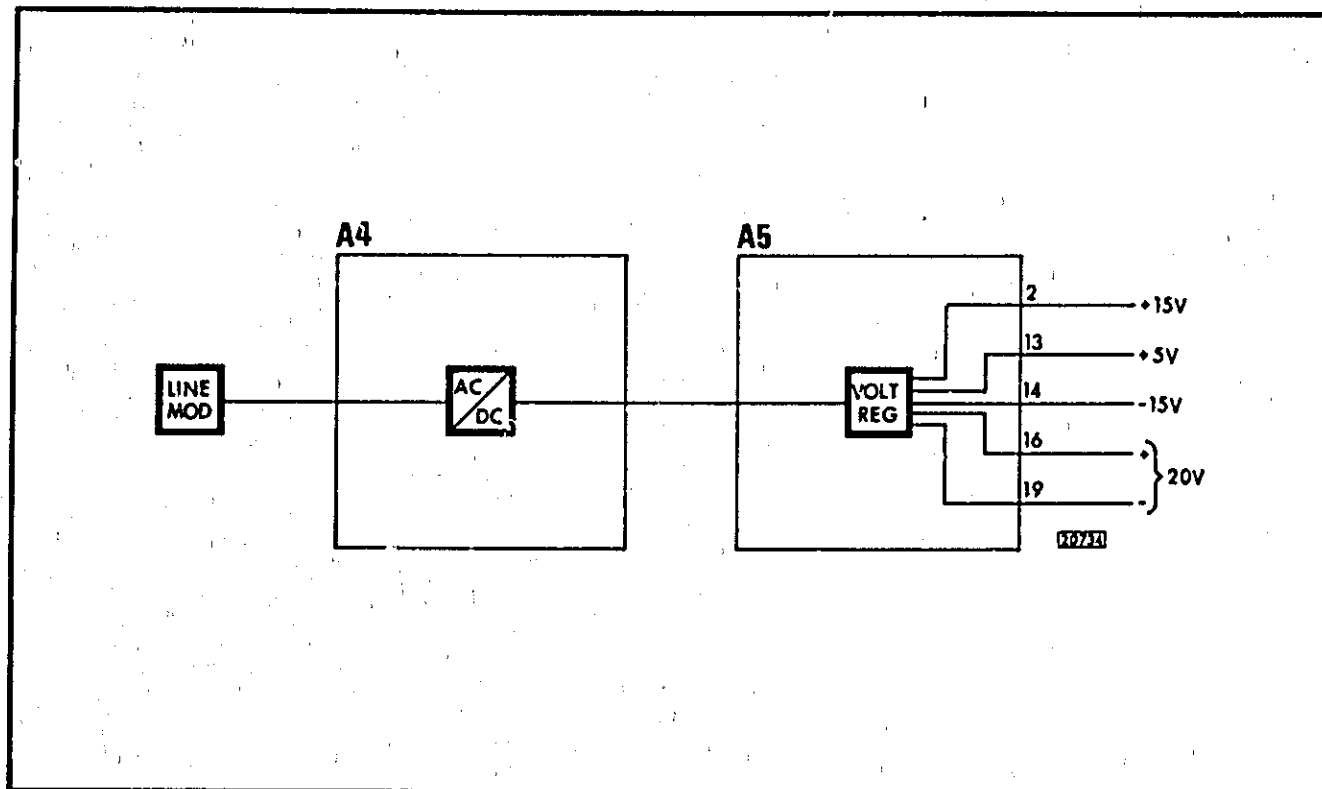 A4
A5
2
+15V
13
+5V
LINE
MOD
AC
DC
VOLT
REG
14
-15V
16
+
20V
19
-
20734